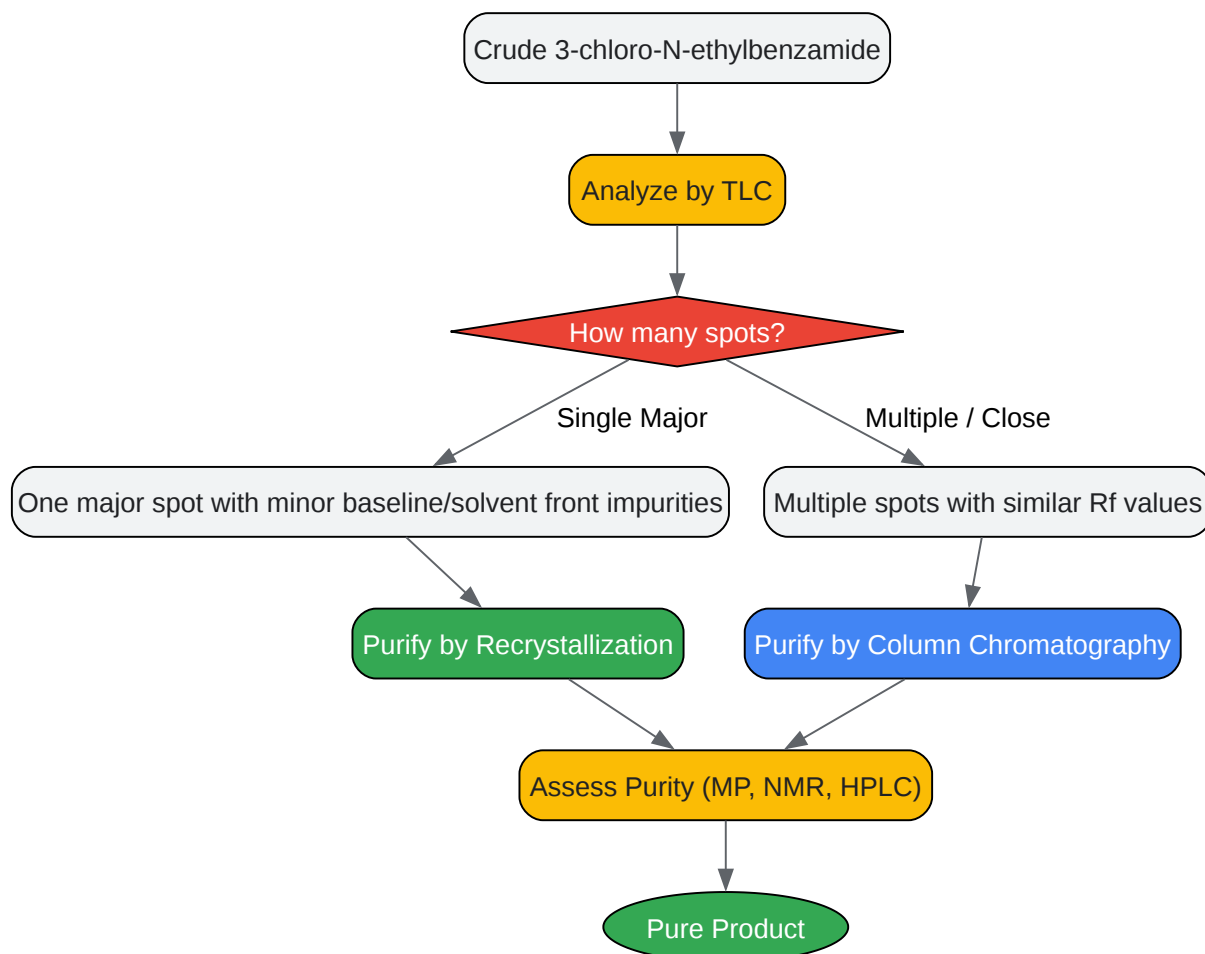 Crude 3-chloro-N-ethylbenzamide
Analyze by TLC
How many spots?
Single Major
Multiple / Close
One major spot with minor baseline/solvent front impurities
Multiple spots with similar Rf values
Purify by Recrystallization
Purify by Column Chromatography
Assess Purity (MP, NMR, HPLC)
Pure Product